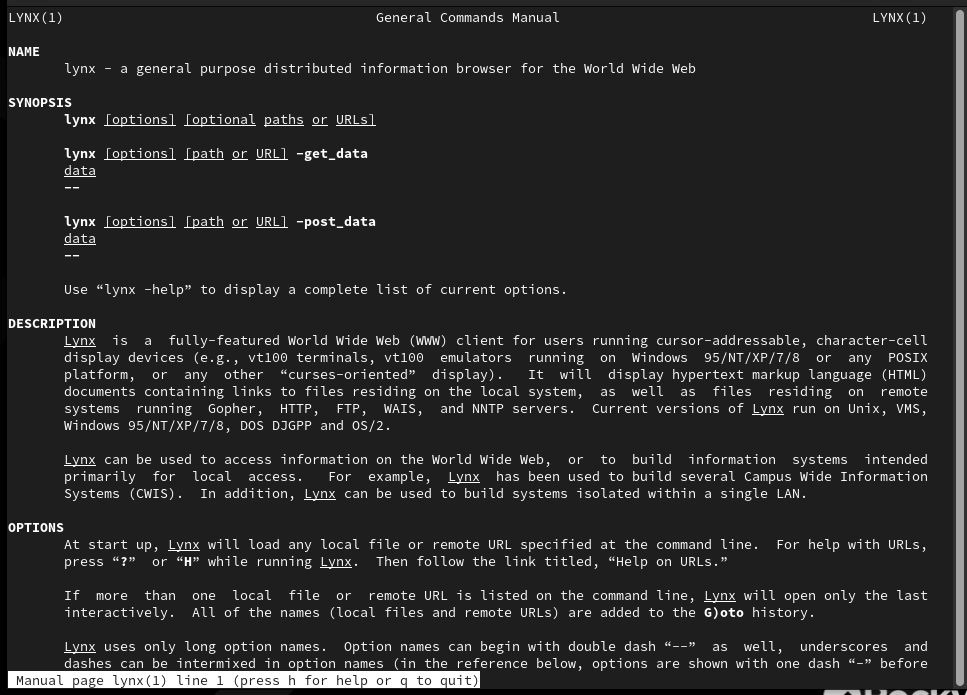 LYNX(1) General Commands Manual LYNX(1)
NAME
lynx - a general purpose distributed information browser for the World Wide Web
SYNOPSIS
lynx [options] [optional paths or URLs]
lynx [options] [path or URL] -get_data
data
--
lynx [options] [path or URL] -post_data
data
--
Use “lynx -help” to display a complete list of current options.
DESCRIPTION
Lynx is a fully-featured World Wide Web (WWW) client for users running cursor-addressable, character-cell
display devices (e.g., vt100 terminals, vt100 emulators running on Windows 95/NT/XP/7/8 or any POSIX
platform, or any other “curses-oriented” display). It will display hypertext markup language (HTML)
documents containing links to files residing on the local system, as well as files residing on remote
systems running Gopher, HTTP, FTP, WAIS, and NNTP servers. Current versions of Lynx run on Unix, VMS,
Windows 95/NT/XP/7/8, DOS DJGPP and OS/2.
Lynx can be used to access information on the World Wide Web, or to build information systems intended
primarily for local access. For example, Lynx has been used to build several Campus Wide Information
Systems (CWIS). In addition, Lynx can be used to build systems isolated within a single LAN.
OPTIONS
At start up, Lynx will load any local file or remote URL specified at the command line. For help with URLs,
press “?” or “H” while running Lynx. Then follow the link titled, “Help on URLs.”
If more than one local file or remote URL is listed on the command line, Lynx will open only the last
interactively. All of the names (local files and remote URLs) are added to the G)oto history.
Lynx uses only long option names. Option names can begin with double dash “--” as well, underscores and
dashes can be intermixed in option names (in the reference below, options are shown with one dash “-” before
Manual page lynx(1) line 1 (press h for help or q to quit)